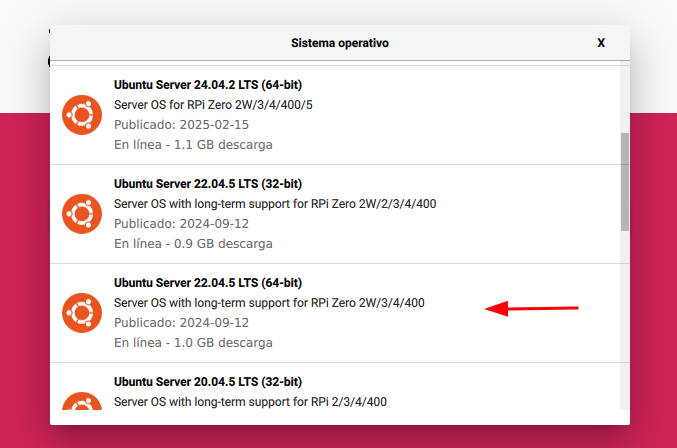 Sistema operativo
X
Ubuntu Server 24.04.2 LTS (64-bit)
Server OS for RPi Zero 2W/3/4/400/5
Publicado: 2025-02-15
En línea - 1.1 GB descarga
Ubuntu Server 22.04.5 LTS (32-bit)
Server OS with long-term support for RPi Zero 2W/2/3/4/400
Publicado: 2024-09-12
En línea - 0.9 GB descarga
Ubuntu Server 22.04.5 LTS (64-bit)
Server OS with long-term support for RPi Zero 2W/3/4/400
Publicado: 2024-09-12
En línea - 1.0 GB descarga
Ubuntu Server 20.04.5 LTS (32-bit)
Server OS with long-term support for RPi 2/3/4/400